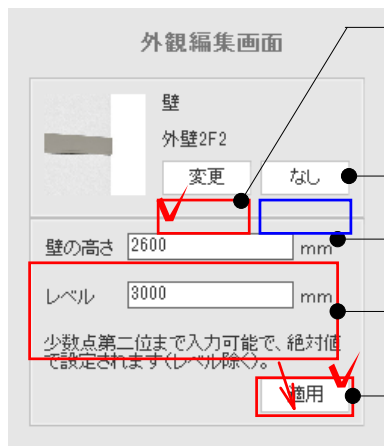 外観編集画面
壁
外壁2F2
変更 なし
壁の高さ 2600 mm
レベル 3000 mm
少数点第二位まで入力可能で、絶対値
で設定されます(レベル除く)。
適用